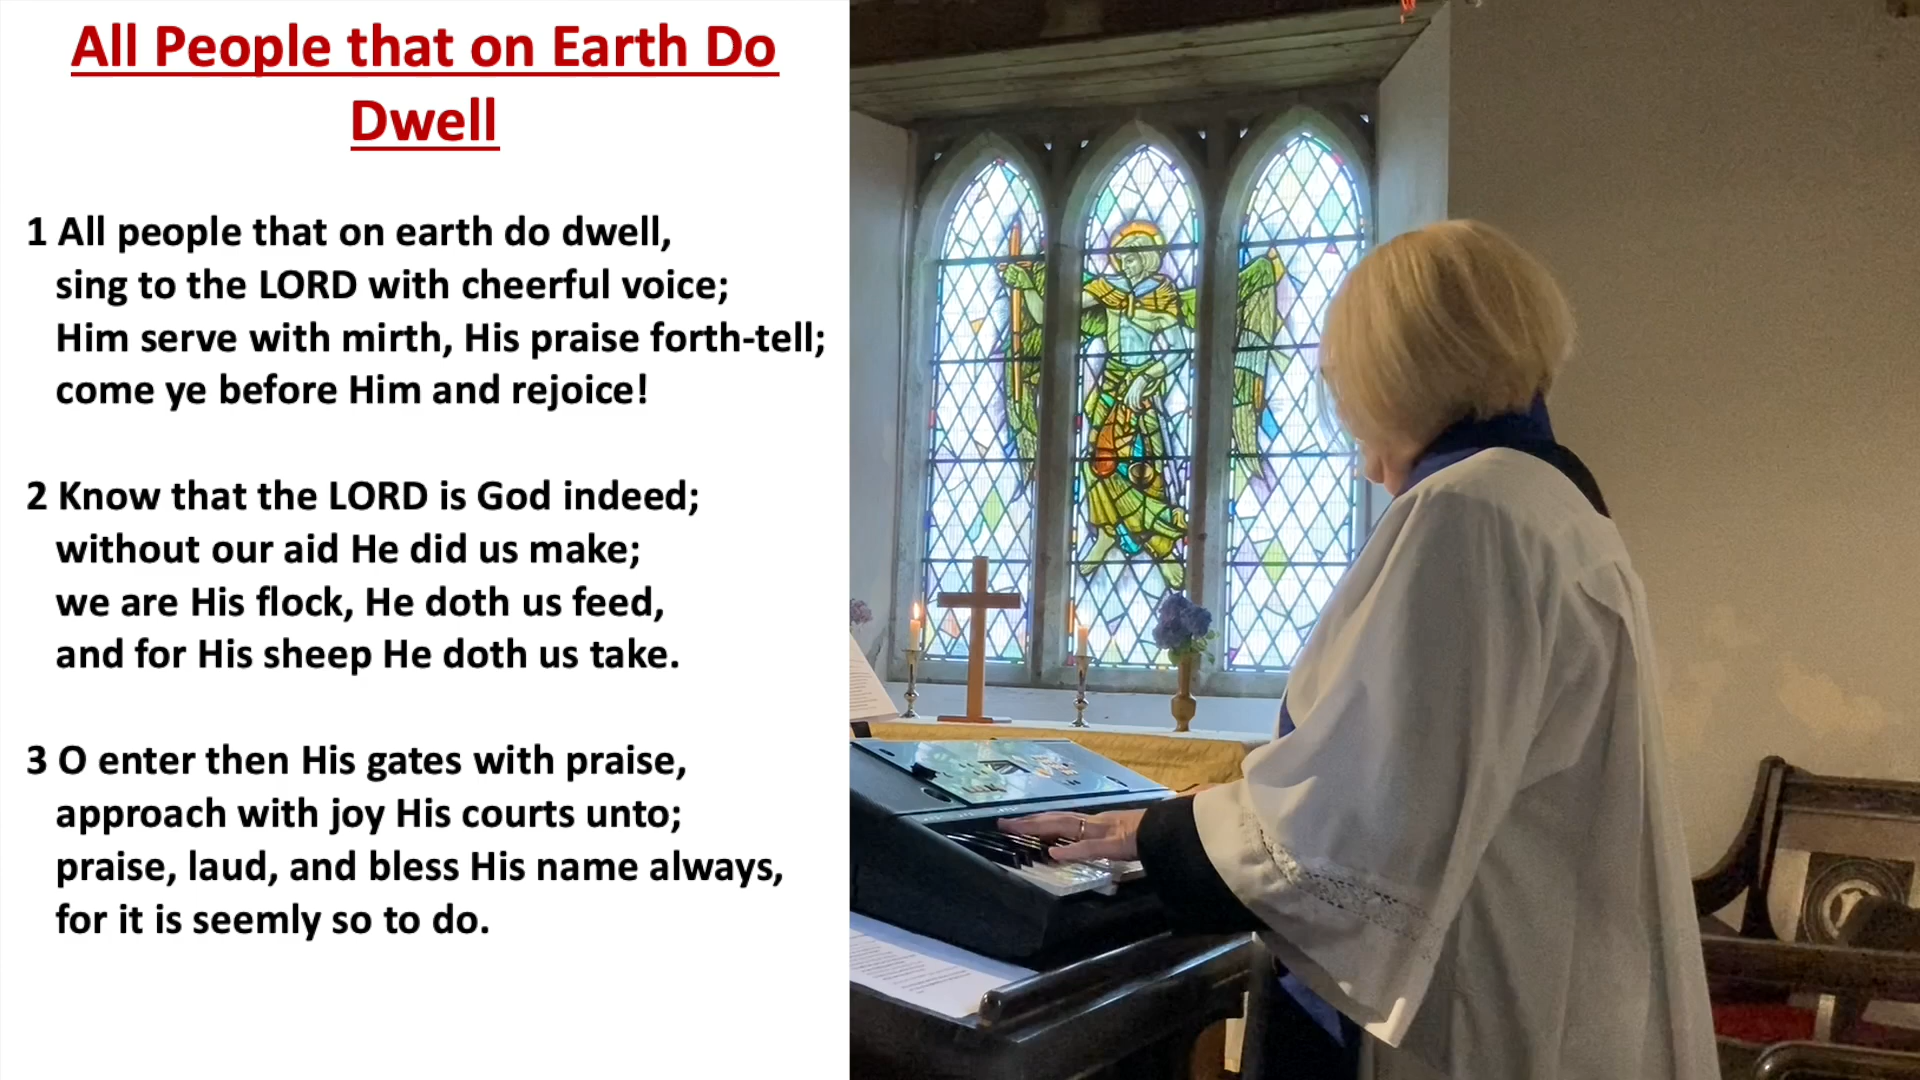 All People that on Earth Do
Dwell
1 All people that on earth do dwell,
sing to the LORD with cheerful voice;
Him serve with mirth, His praise forth-tell;
come ye before Him and rejoice!
2 Know that the LORD is God indeed;
without our aid He did us make;
we are His flock, He doth us feed,
and for His sheep He doth us take.
3 O enter then His gates with praise,
approach with joy His courts unto;
praise, laud, and bless His name always,
for it is seemly so to do.